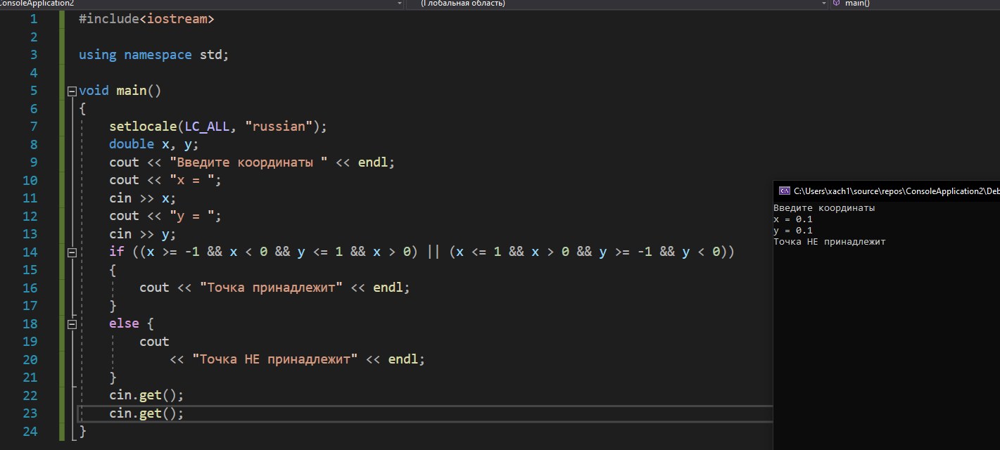 ConsoleApplication2 (Глобальная область) main()
1 #include<iostream>
2
3 using namespace std;
4
5 void main()
6 {
7 setlocale(LC_ALL, "russian");
8 double x, y;
9 cout << "Введите координаты " << endl;
10 cout << "x = ";
11 cin >> x;
12 cout << "y = ";
13 cin >> y;
14 if ((x >= -1 && x < 0 && y <= 1 && x > 0) || (x <= 1 && x > 0 && y >= -1 && y < 0))
15 {
16 cout << "Точка принадлежит" << endl;
17 }
18 else {
19 cout
20 << "Точка НЕ принадлежит" << endl;
21 }
22 cin.get();
23 cin.get();
24 }
C:\Users\xach1\source\repos\ConsoleApplication2\Deb
Введите координаты
x = 0.1
y = 0.1
Точка НЕ принадлежит